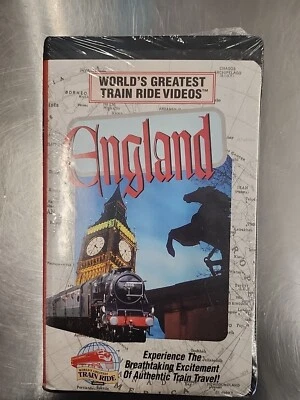 WORLD'S GREATEST
TRAIN RIDE VIDEOS™
England
Experience The
Breathtaking Excitement
Of Authentic Train Travel!
TRAIN RIDE